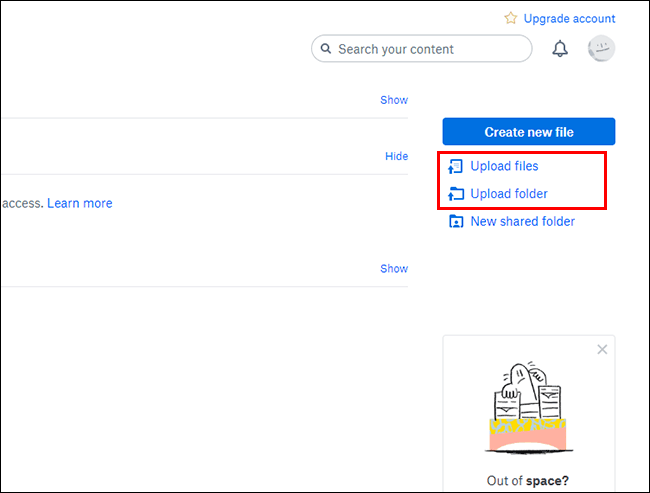 Upgrade account
Search your content
Show
Create new file
Hide
Upload files
Upload folder
access. Learn more
New shared folder
Show
Out of space?